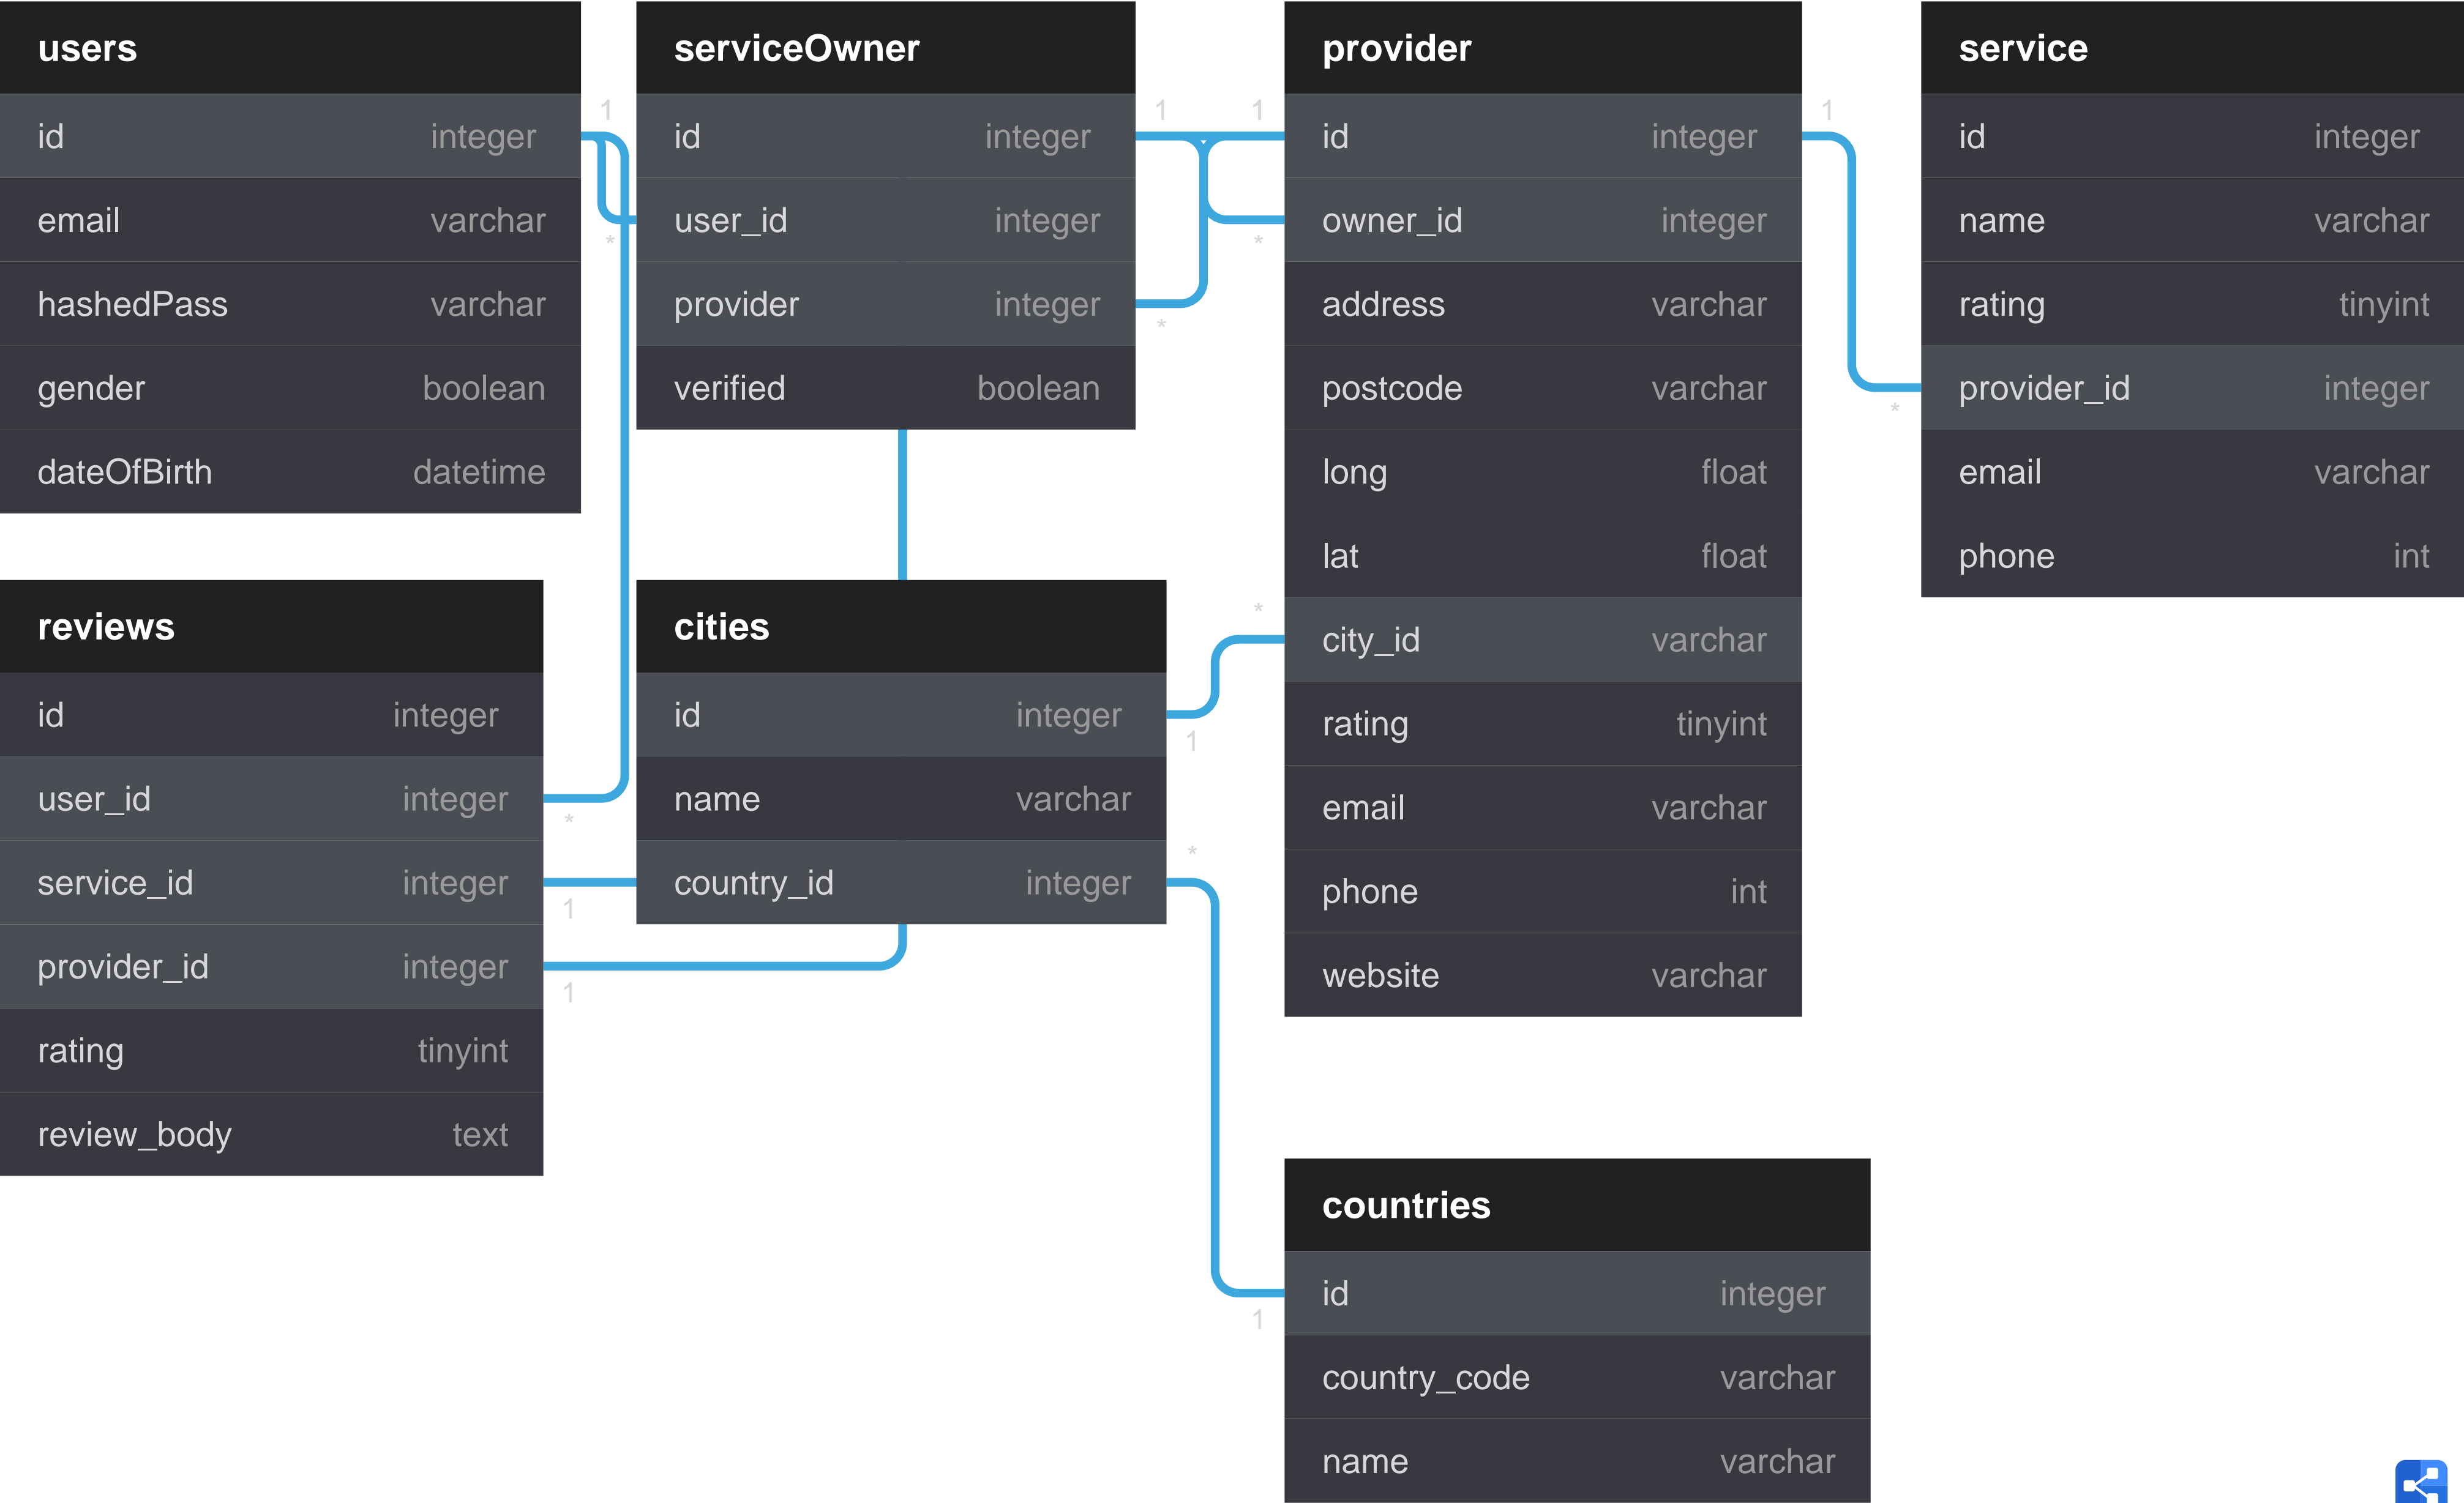 users
id integer
email varchar
hashedPass varchar
gender boolean
dateOfBirth datetime
1
*
serviceOwner
id integer
user_id integer
provider integer
verified boolean
1
*
1
*
provider
id integer
owner_id integer
address varchar
postcode varchar
long float
lat float
city_id varchar
rating tinyint
email varchar
phone int
website varchar
1
*
service
id integer
name varchar
rating tinyint
provider_id integer
email varchar
phone int
reviews
id integer
user_id integer
service_id integer
provider_id integer
rating tinyint
review_body text
*
1
1
cities
id integer
name varchar
country_id integer
*
1
*
1
countries
id integer
country_code varchar
name varchar